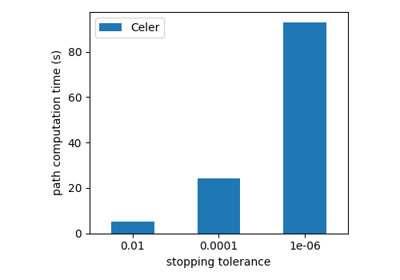 Celer
path computation time (s)
80
60
40
20
0
0.01
0.0001
1e-06
stopping tolerance